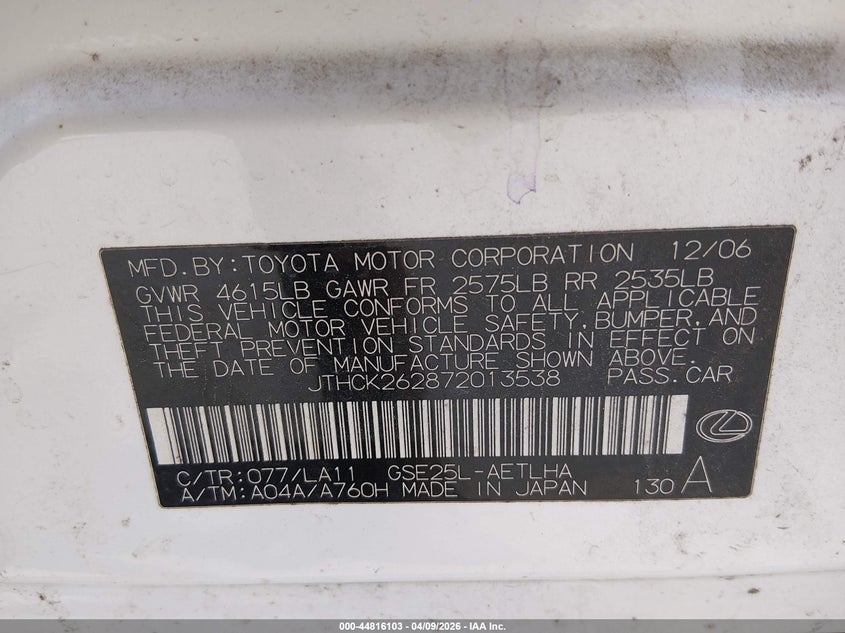 MFD.BY:TOYOTA MOTOR CORPORATION 12/06
GVWR 4615LB GAWR FR 2575LB RR 2535LB
THIS VEHICLE CONFORMS TO ALL APPLICABLE
FEDERAL MOTOR VEHICLE SAFETY,BUMPER,AND
THEFT PREVENTION STANDARDS IN EFFECT ON
THE DATE OF MANUFACTURE SHOWN ABOVE.
JTHCK262872013538 PASS.CAR
C/TR:077/LA11 GSE25L-AETLHA
A/TM:A04A/A760H MADE IN JAPAN 130 A
000-44816103 - 04/09/2026 - IAA Inc.